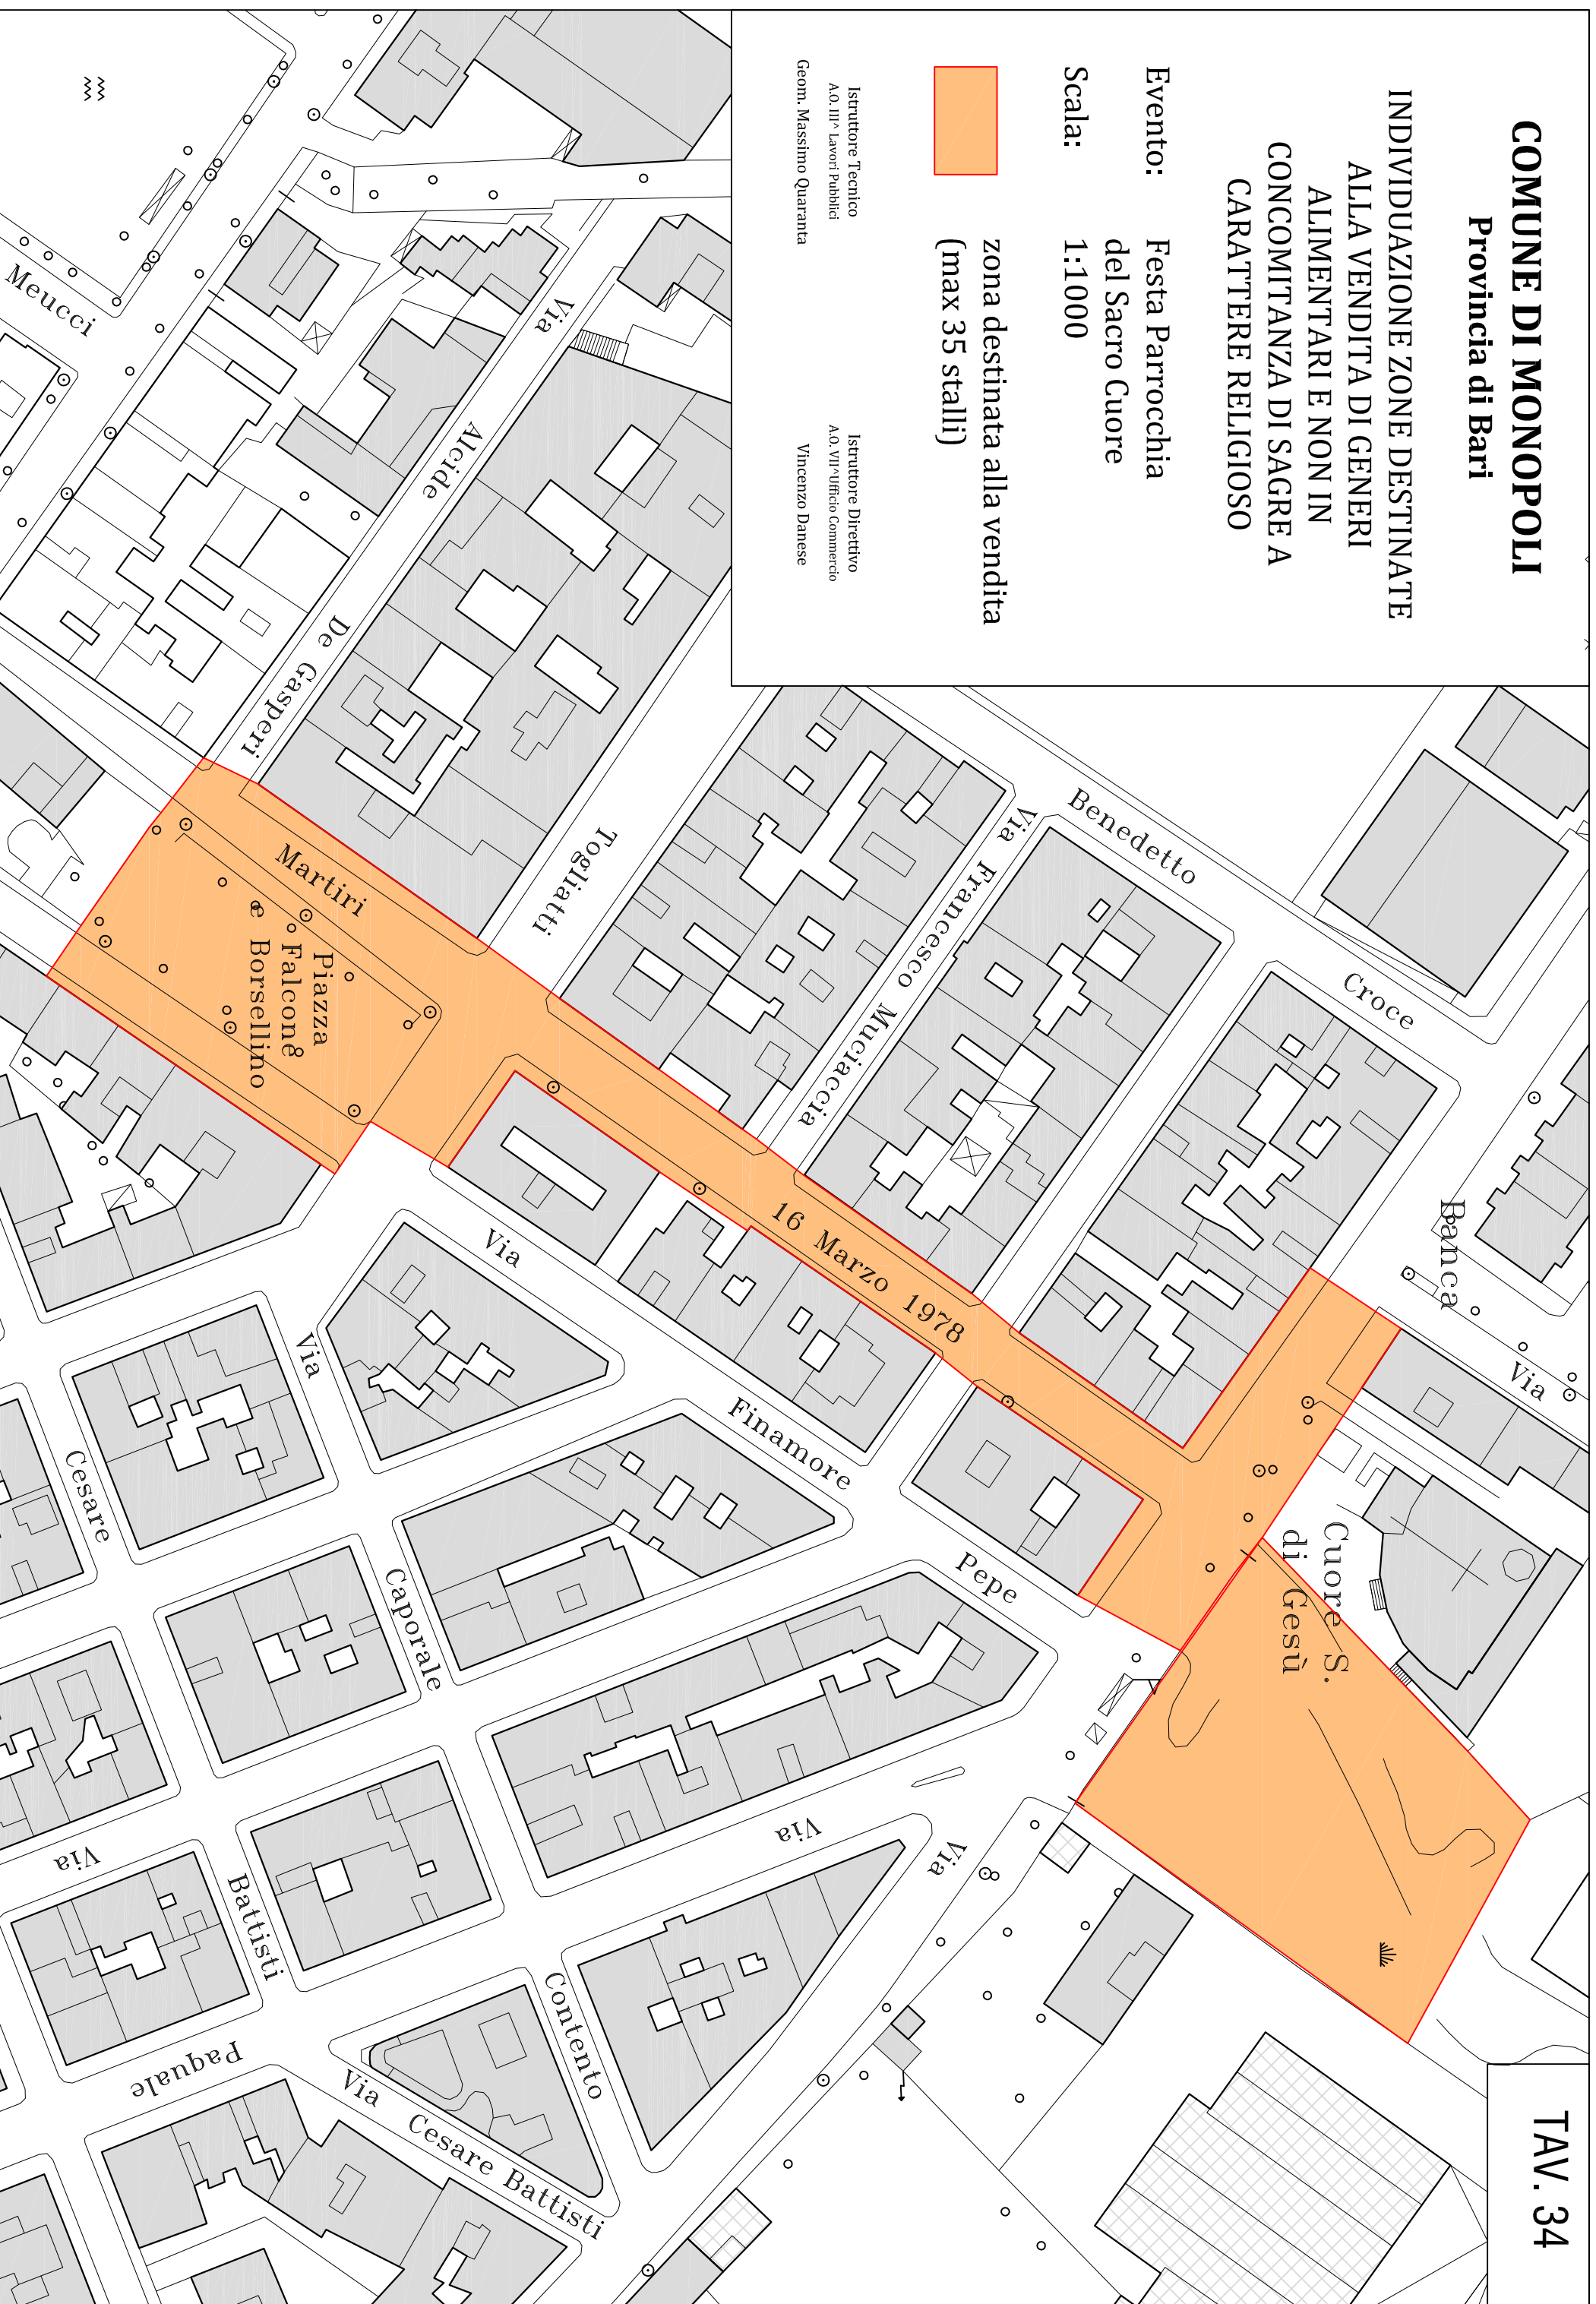 COMUNE DI MONOPOLI
Provincia di Bari
INDIVIDUAZIONE ZONE DESTINATE
ALLA VENDITA DI GENERI
ALIMENTARI E NON IN
CONCOMITANZA DI SAGRE A
CARATTERE RELIGIOSO
Evento: Festa Parrocchia
del Sacro Cuore
Scala: 1:1000
zona destinata alla vendita
(max 35 stalli)
Istruttore Tecnico
A.O. III^ Lavori Pubblici
Geom. Massimo Quaranta
Istruttore Direttivo
A.O. VII^Ufficio Commercio
Vincenzo Danese
TAV. 34
Meucci
Via Alcide De Gasperi
Togliatti
Via Francesco Muciaccia
Benedetto Croce
Banca
Via
Martiri
16 Marzo 1978
Piazza
Falcone
e Borsellino
Cuore S.
di Gesù
Via Finamore Pepe
Via
Cesare
Via
Caporale
Via
Battisti
Via
Contento
Paquale
Via Cesare Battisti